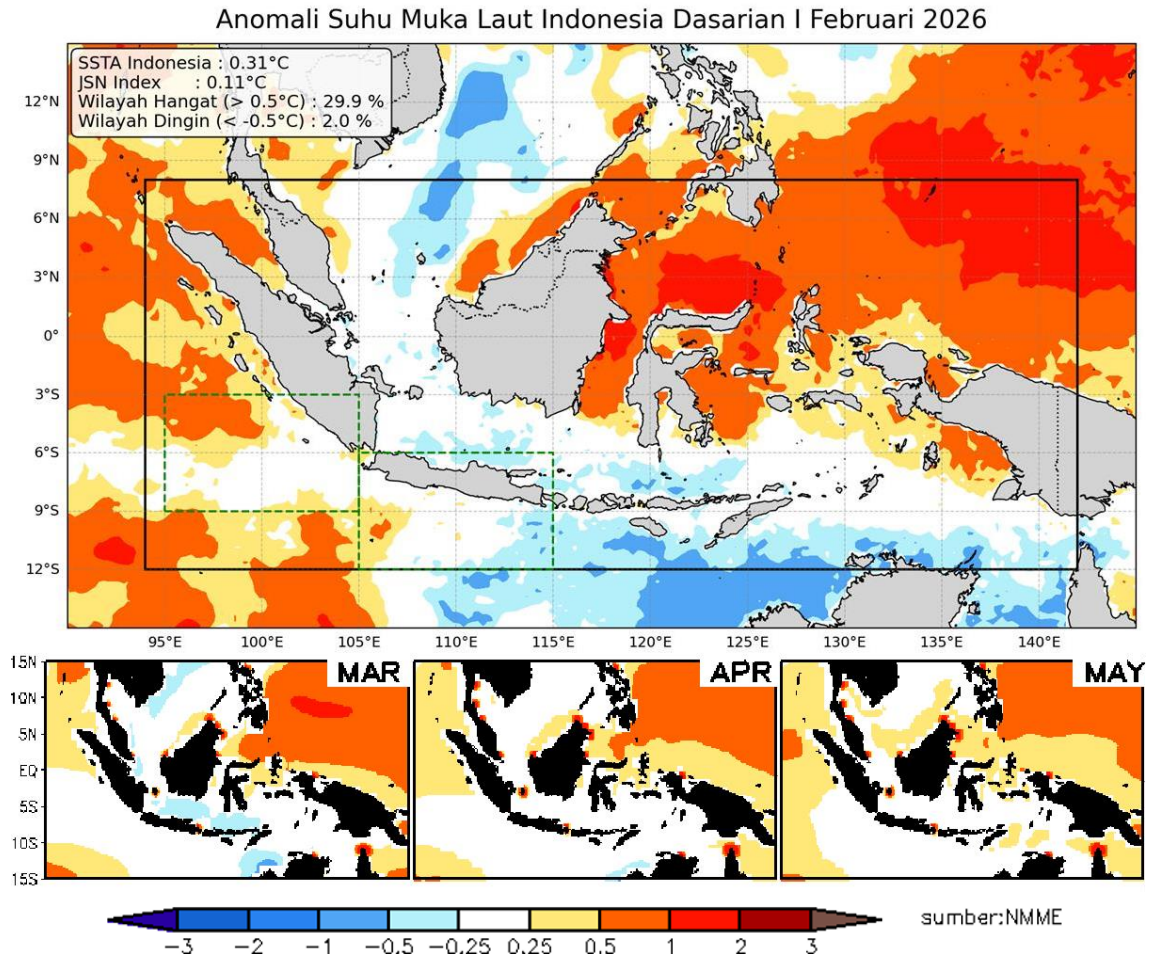 Anomali Suhu Muka Laut Indonesia Dasarian I Februari 2026
SSTA Indonesia : 0.31°C
JSN Index : 0.11°C
Wilayah Hangat (> 0.5°C) : 29.9 %
Wilayah Dingin (< -0.5°C) : 2.0 %
12°N
9°N
6°N
3°N
0°
3°S
6°S
9°S
12°S
95°E 100°E 105°E 110°E 115°E 120°E 125°E 130°E 135°E 140°E
MAR APR MAY
15N
10N
5N
EQ
5S
10S
15S
-3 -2 -1 -0.5 -0.25 0.25 0.5 1 2 3
sumber:NMME